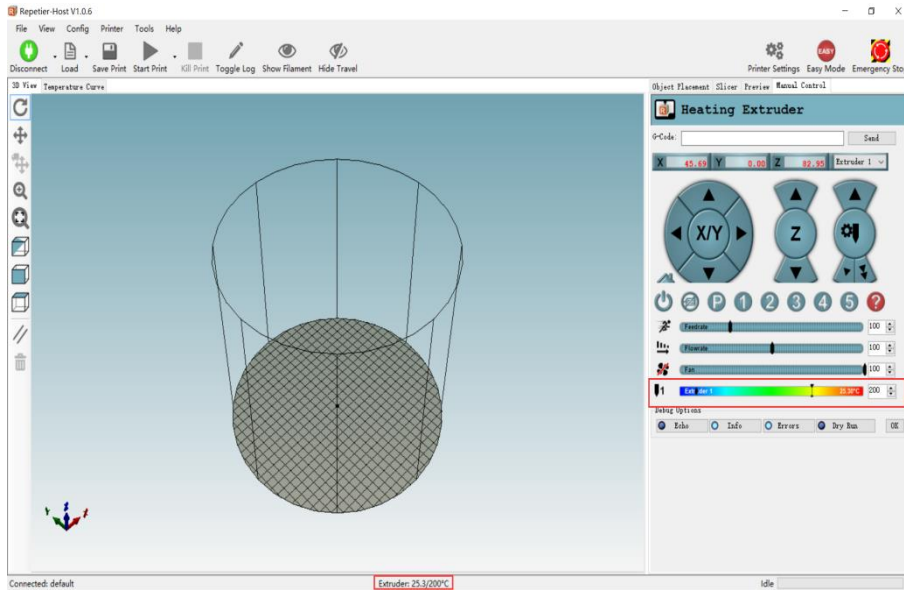 Repetier-Host V1.0.6
File View Config Printer Tools Help
Disconnect Load Save Print Start Print Kill Print Toggle Log Show Filament Hide Travel Printer Settings Easy Mode Emergency Sto
EASY
3D View Temperature Curve
Object Placement Slicer Preview Manual Control
Heating Extruder
G-Code: Send
X 45.69 Y 0.00 Z 82.95 Extruder 1
X/Y Z
P 1 2 3 4 5 ?
Feedrate 100
Flowrate 100
Fan 100
1 Extruder 1 25.30°C 200
Debug Options
Echo Info Errors Dry Run OK
Connected: default Extruder: 25.3/200°C Idle